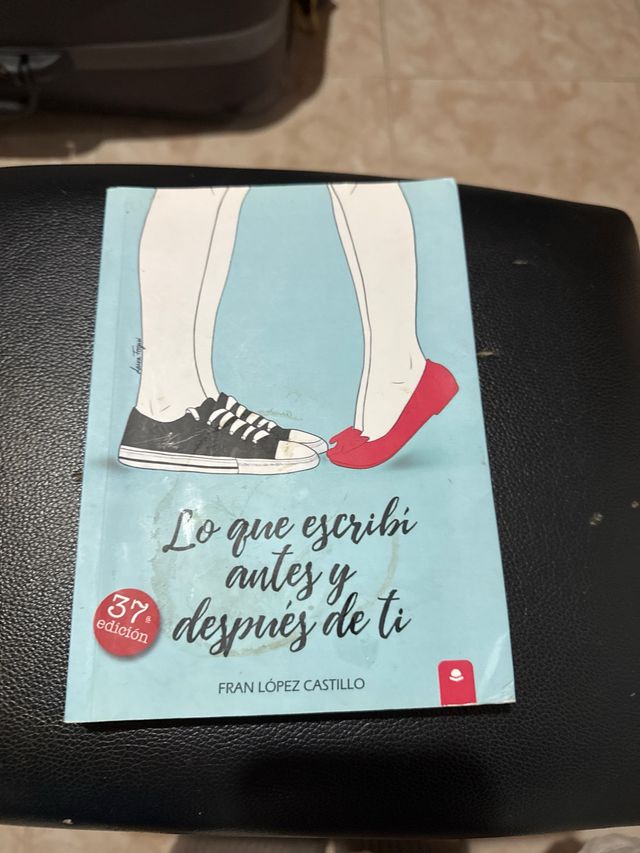 Lo que escribí
antes y
después de ti
37ª
edición
FRAN LÓPEZ CASTILLO